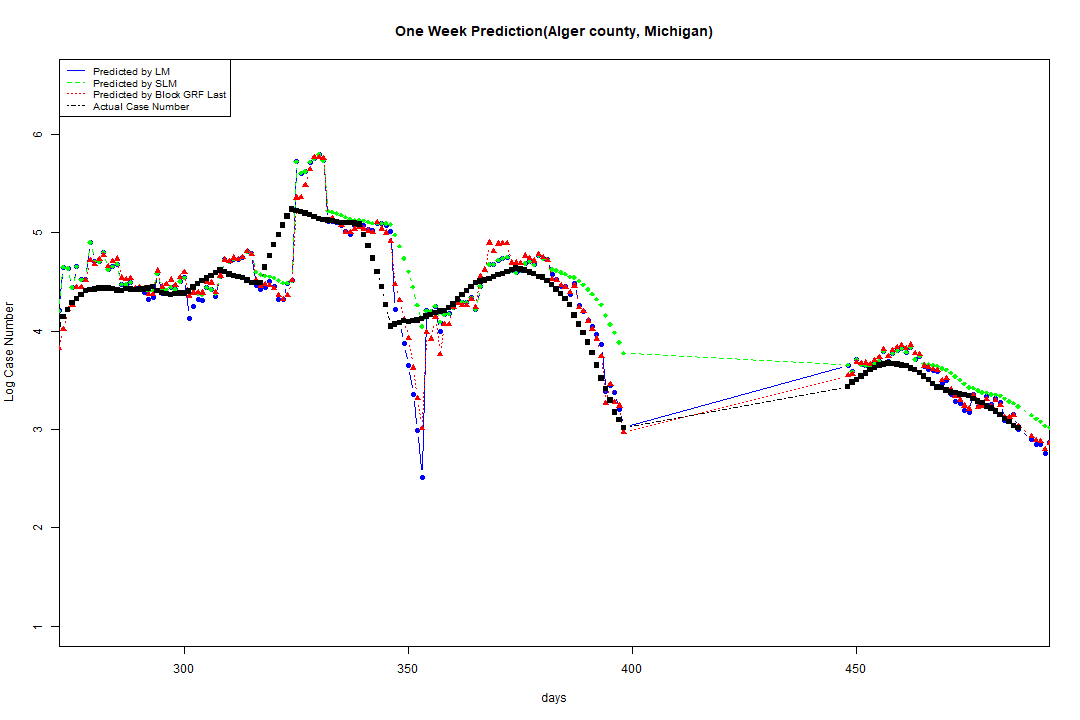 One Week Prediction(Alger county, Michigan)
Predicted by LM
Predicted by SLM
Predicted by Block GRF Last
Actual Case Number
6
5
4
3
2
1
Log Case Number
300 350 400 450
days